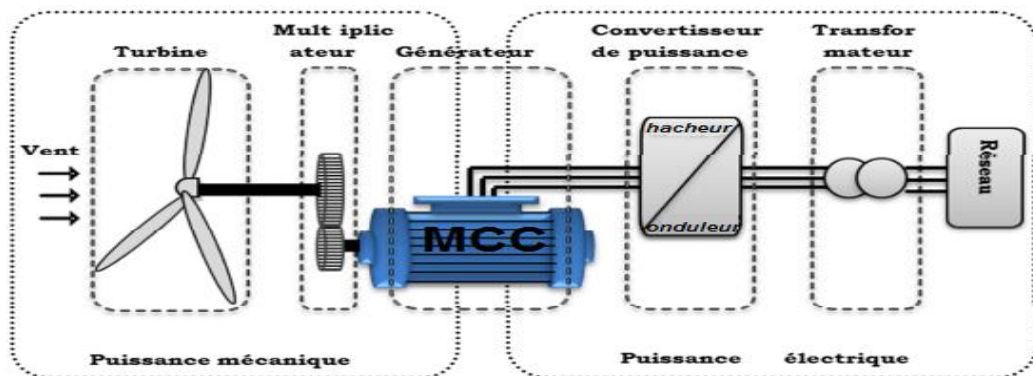 Turbine
Mult iplic
ateur
Générateur
Convertisseur
de puissance
Transfor
mateur
Vent
hacheur
onduleur
MCC
Réseau
Puissance mécanique
Puissance électrique